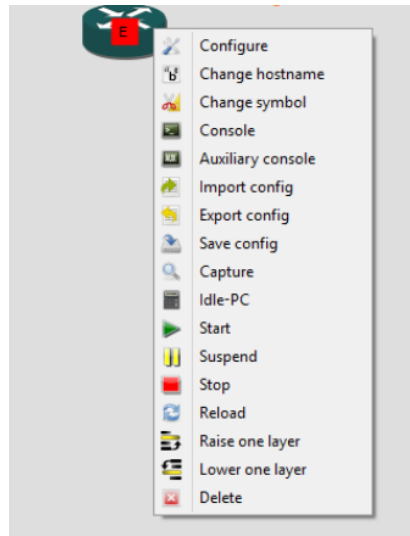 E
Configure
Change hostname
Change symbol
Console
Auxiliary console
Import config
Export config
Save config
Capture
Idle-PC
Start
Suspend
Stop
Reload
Raise one layer
Lower one layer
Delete